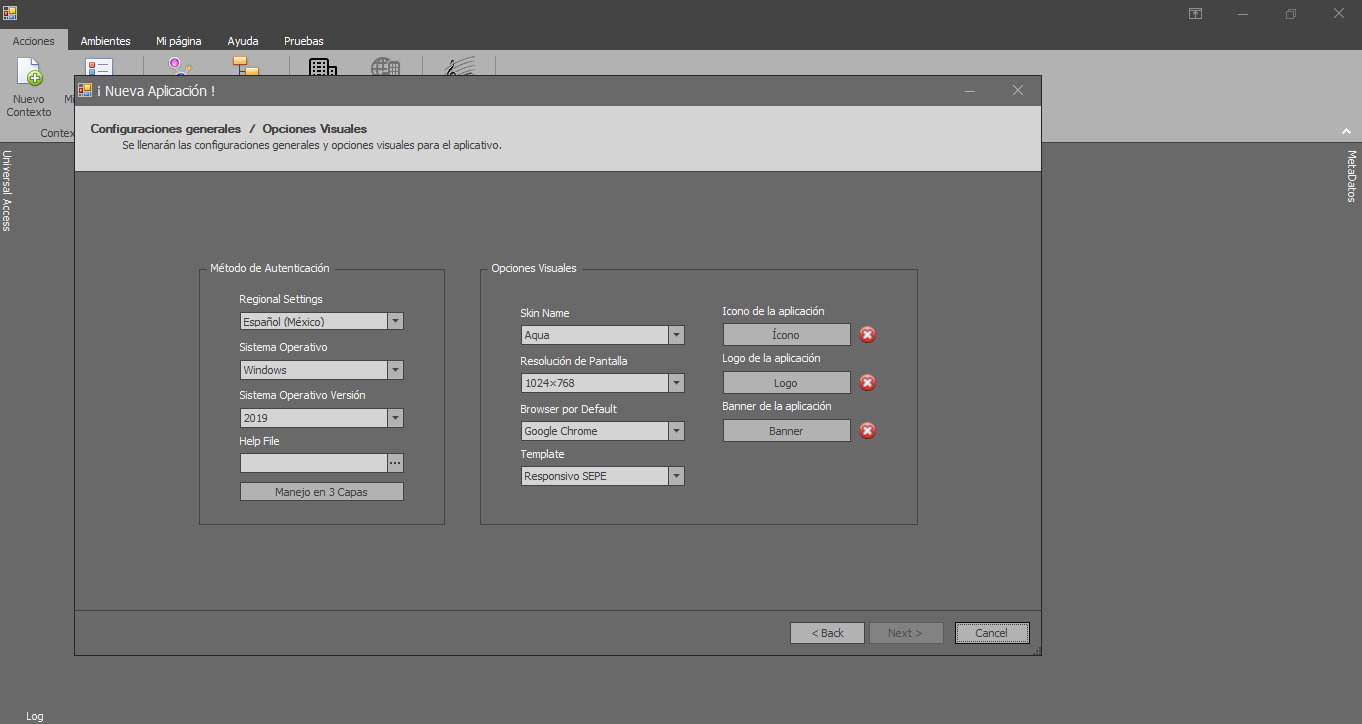 Acciones
Ambientes
Mi página
Ayuda
Pruebas
Nuevo
Contexto
Universal Access
MetaDatos
¡ Nueva Aplicación !
Configuraciones generales / Opciones Visuales
Se llenarán las configuraciones generales y opciones visuales para el aplicativo.
Método de Autenticación
Regional Settings
Español (México)
Sistema Operativo
Windows
Sistema Operativo Versión
2019
Help File
...
Manejo en 3 Capas
Opciones Visuales
Skin Name
Aqua
Resolución de Pantalla
1024×768
Browser por Default
Google Chrome
Template
Responsivo SEPE
Icono de la aplicación
Ícono
Logo de la aplicación
Logo
Banner de la aplicación
Banner
< Back
Next >
Cancel
Log